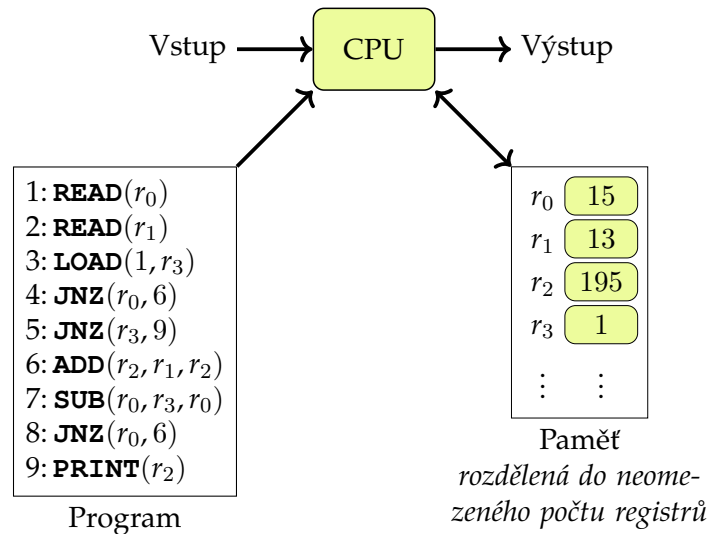 Vstup CPU Výstup
1: READ(r0)
2: READ(r1)
3: LOAD(1, r3)
4: JNZ(r0, 6)
5: JNZ(r3, 9)
6: ADD(r2, r1, r2)
7: SUB(r0, r3, r0)
8: JNZ(r0, 6)
9: PRINT(r2)
Program
r0 15
r1 13
r2 195
r3 1
⋮ ⋮
Paměť
rozdělená do neome-
zeného počtu registrů